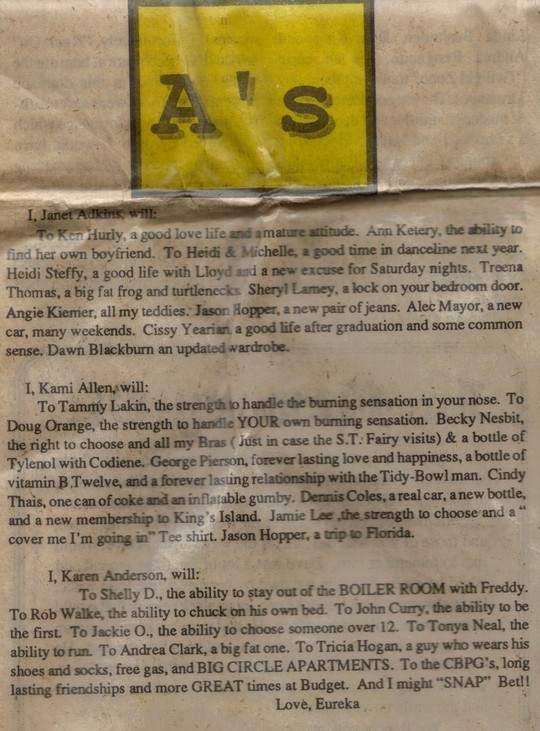 A's
I, Janet Adkins, will:
To Ken Hurly, a good love life and a mature attitude. Ann Ketery, the ability to
find her own boyfriend. To Heidi & Michelle, a good time in danceline next year.
Heidi Steffy, a good life with Lloyd and a new excuse for Saturday nights. Treena
Thomas, a big fat frog and turtlenecks. Sheryl Lamey, a lock on your bedroom door.
Angie Kiemer, all my teddies. Jason Hopper, a new pair of jeans. Alec Mayor, a new
car, many weekends. Cissy Yearian, a good life after graduation and some common
sense. Dawn Blackburn an updated wardrobe.
I, Kami Allen, will:
To Tammy Lakin, the strength to handle the burning sensation in your nose. To
Doug Orange, the strength to handle YOUR own burning sensation. Becky Nesbit,
the right to choose and all my Bras ( Just in case the S.T. Fairy visits) & a bottle of
Tylenol with Codiene. George Pierson, forever lasting love and happiness, a bottle of
vitamin B Twelve, and a forever lasting relationship with the Tidy-Bowl man. Cindy
Thais, one can of coke and an inflatable gumby. Dennis Coles, a real car, a new bottle,
and a new membership to King's Island. Jamie Lee ,the strength to choose and a "
cover me I'm going in" Tee shirt. Jason Hopper, a trip to Florida.
I, Karen Anderson, will:
To Shelly D., the ability to stay out of the BOILER ROOM with Freddy.
To Rob Walke, the ability to chuck on his own bed. To John Curry, the ability to be
the first. To Jackie O., the ability to choose someone over 12. To Tonya Neal, the
ability to run. To Andrea Clark, a big fat one. To Tricia Hogan, a guy who wears his
shoes and socks, free gas, and BIG CIRCLE APARTMENTS. To the CBPG's, long
lasting friendships and more GREAT times at Budget. And I might "SNAP" Bet!!
Love, Eureka